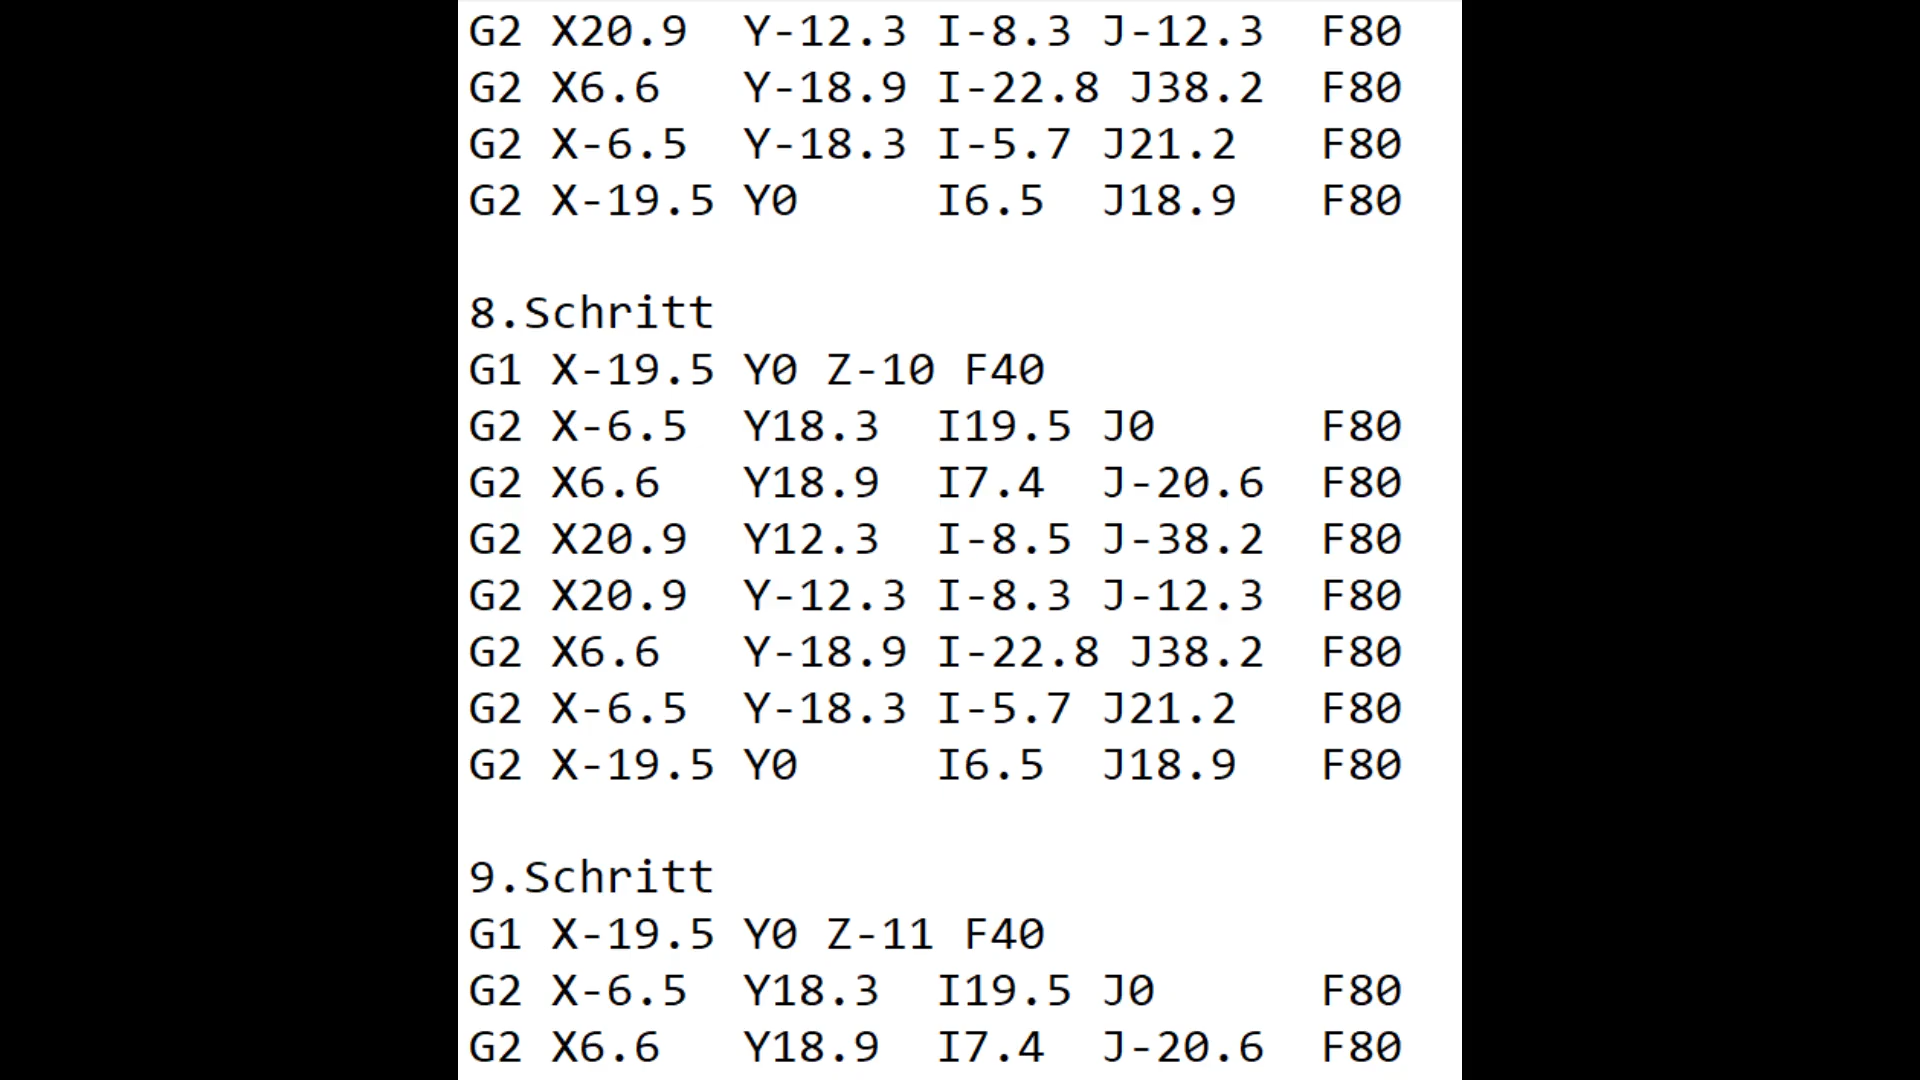 G2 X20.9 Y-12.3 I-8.3 J-12.3 F80
G2 X6.6 Y-18.9 I-22.8 J38.2 F80
G2 X-6.5 Y-18.3 I-5.7 J21.2 F80
G2 X-19.5 Y0 I6.5 J18.9 F80
8.Schritt
G1 X-19.5 Y0 Z-10 F40
G2 X-6.5 Y18.3 I19.5 J0 F80
G2 X6.6 Y18.9 I7.4 J-20.6 F80
G2 X20.9 Y12.3 I-8.5 J-38.2 F80
G2 X20.9 Y-12.3 I-8.3 J-12.3 F80
G2 X6.6 Y-18.9 I-22.8 J38.2 F80
G2 X-6.5 Y-18.3 I-5.7 J21.2 F80
G2 X-19.5 Y0 I6.5 J18.9 F80
9.Schritt
G1 X-19.5 Y0 Z-11 F40
G2 X-6.5 Y18.3 I19.5 J0 F80
G2 X6.6 Y18.9 I7.4 J-20.6 F80